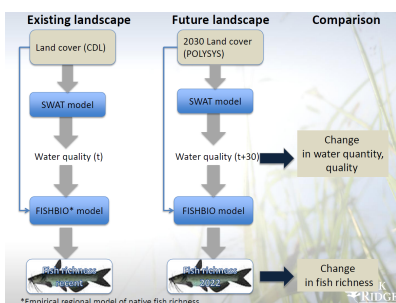 Existing landscape
Future landscape
Comparison
Land cover (CDL)
2030 Land cover
(POLYSYS)
SWAT model
SWAT model
Water quality (t)
Water quality (t+30)
Change
in water quantity,
quality
FISHBIO* model
FISHBIO model
Fish richness
recent
Fish richness
2022
Change
in fish richness
*Empirical regional model of native fish richness
K
RIDGE